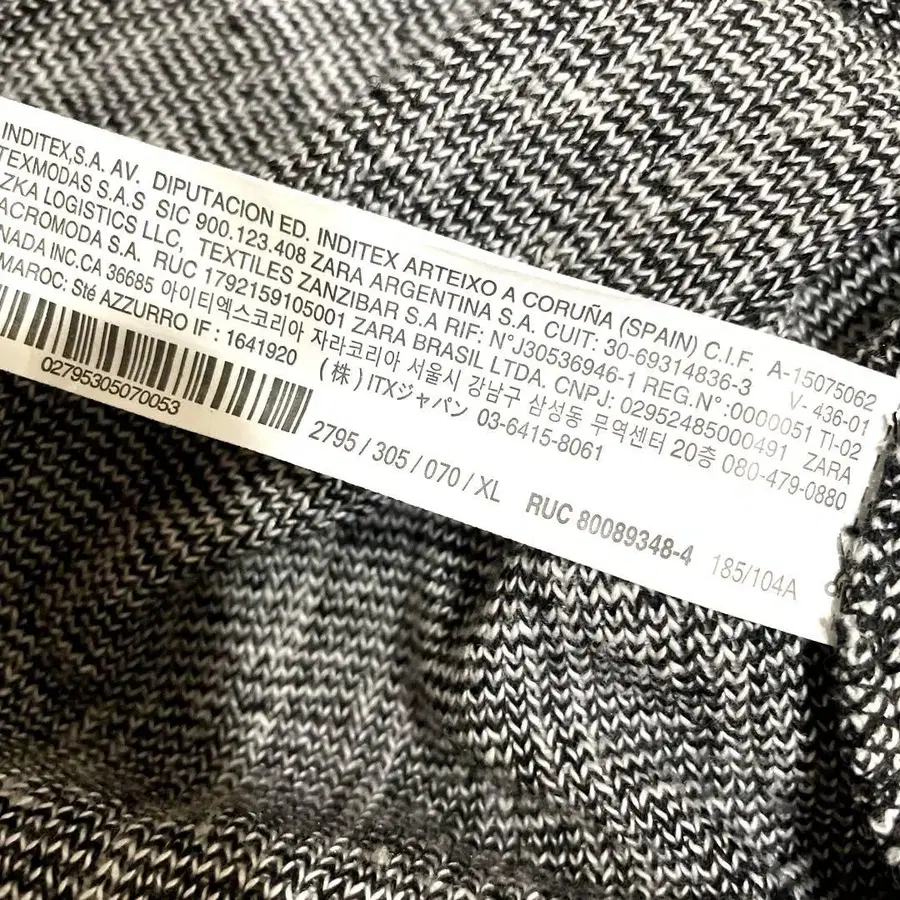 INDITEX,S.A. AV. DIPUTACION ED. INDITEX ARTEIXO A CORUÑA (SPAIN) C.I.F. A-15075062
TEXMODAS S.A.S SIC 900.123.408 ZARA ARGENTINA S.A. CUIT: 30-69314836-3 V- 436-01
ZKA LOGISTICS LLC, TEXTILES ZANZIBAR S.A RIF: N°J30536946-1 REG.N°:0000051 TI-02
ACROMODA S.A. RUC 1792159105001 ZARA BRASIL LTDA. CNPJ: 02952485000491 ZARA
NADA INC.CA 36685 아이티엑스코리아 자라코리아 서울시 강남구 삼성동 무역센터 20층 080-479-0880
MAROC: Sté AZZURRO IF : 1641920 (株) ITXジャパン 03-6415-8061
02795305070053
2795 / 305 / 070 / XL RUC 80089348-4 185/104A